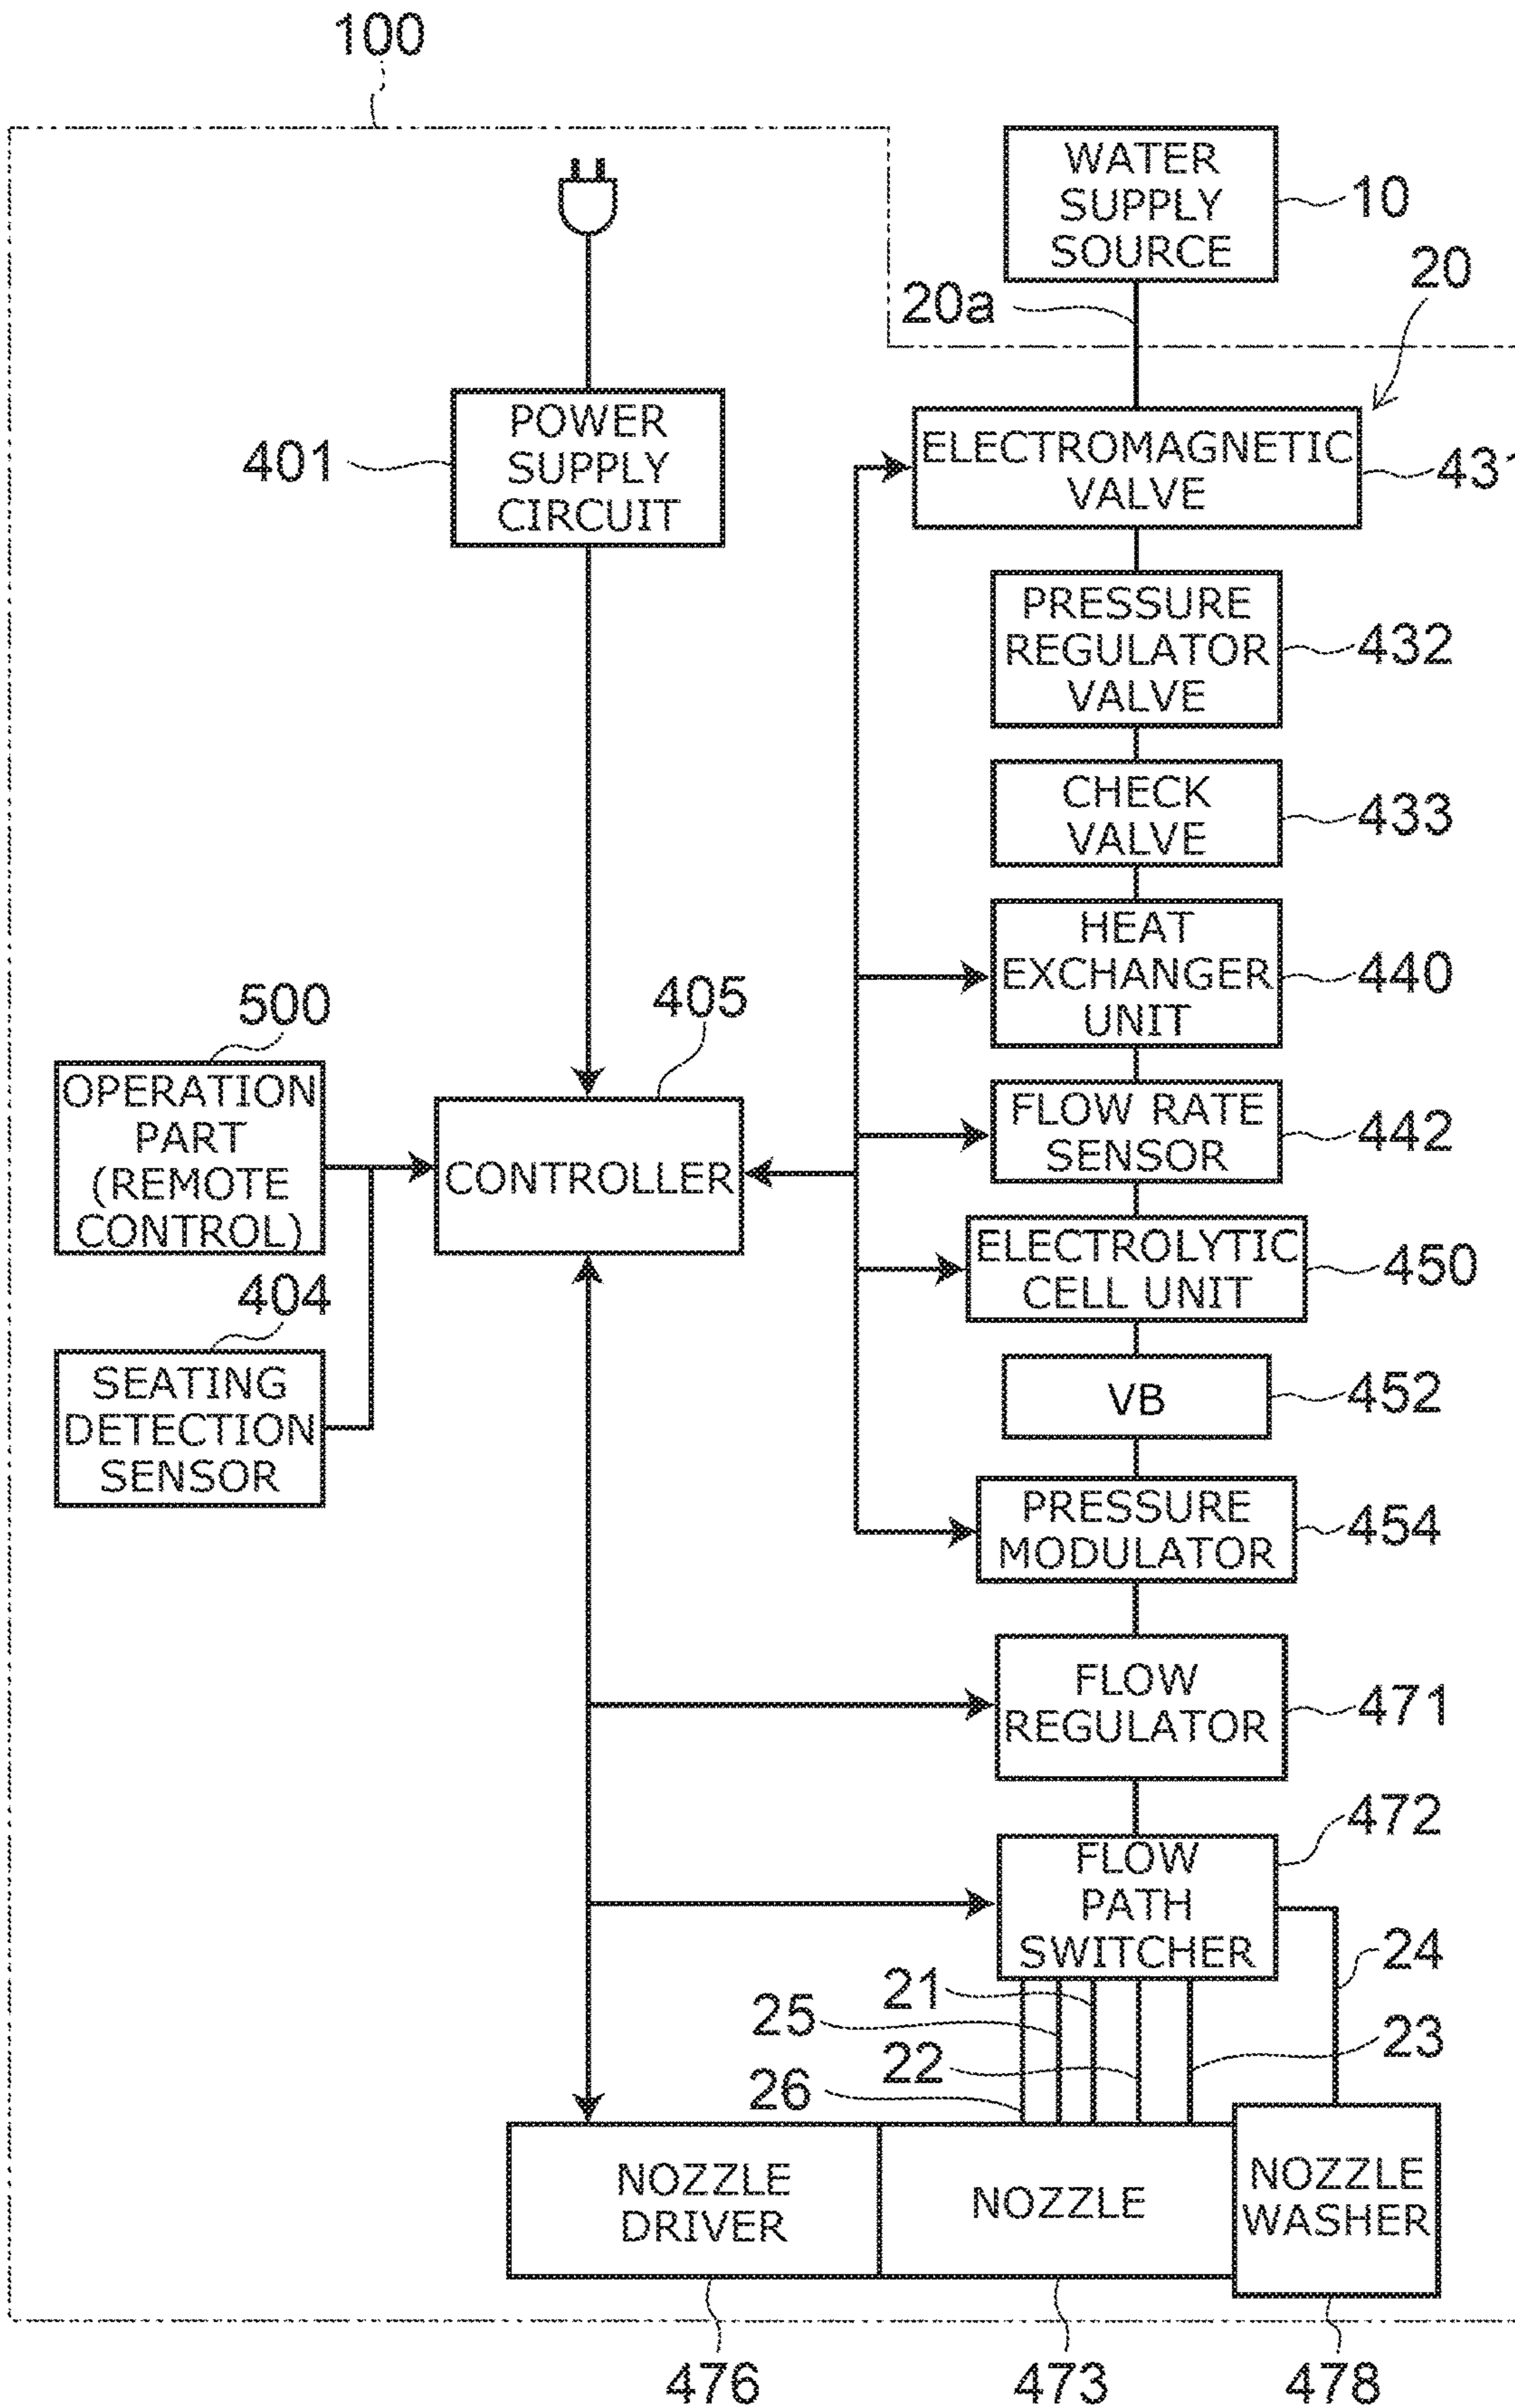 100
WATER
SUPPLY
SOURCE
10
20
20a
POWER
SUPPLY
CIRCUIT
401
ELECTROMAGNETIC
VALVE
431
PRESSURE
REGULATOR
VALVE
432
CHECK
VALVE
433
HEAT
EXCHANGER
UNIT
440
500
405
OPERATION
PART
(REMOTE
CONTROL)
CONTROLLER
FLOW RATE
SENSOR
442
ELECTROLYTIC
CELL UNIT
450
404
SEATING
DETECTION
SENSOR
VB
452
PRESSURE
MODULATOR
454
FLOW
REGULATOR
471
472
FLOW
PATH
SWITCHER
24
21
25
22
23
26
NOZZLE
DRIVER
NOZZLE
NOZZLE
WASHER
476
473
478